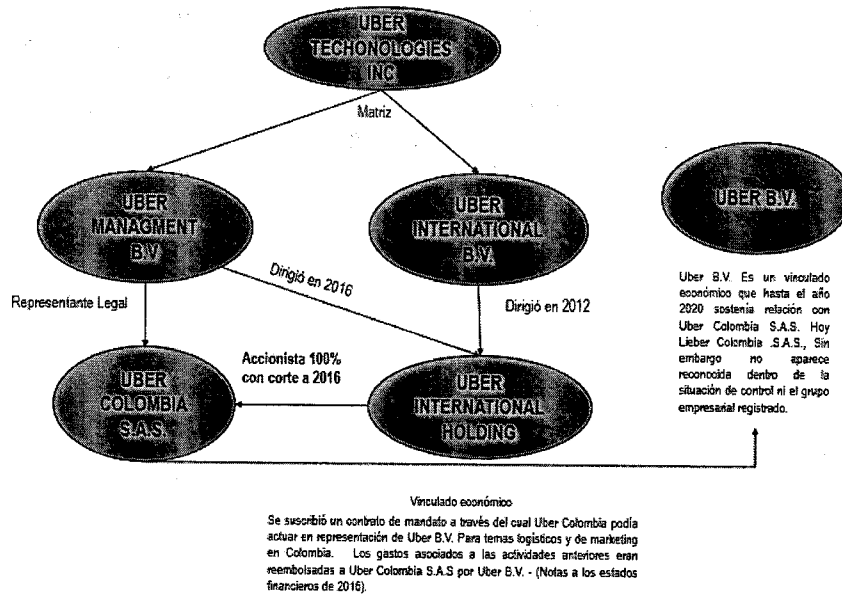 UBER
TECHONOLOGIES
INC
Matriz
UBER
MANAGMENT
B.V
UBER
INTERNATIONAL
B.V.
UBER B.V.
Dirigió en 2016
Representante Legal
Dirigió en 2012
Uber B.V. Es un vinculado
económico que hasta el año
2020 sostenía relación con
Uber Colombia S.A.S. Hoy
Lieber Colombia .S.A.S., Sin
embargo no aparece
reconocida dentro de la
situación de control ni el grupo
empresarial registrado.
Accionista 100%
con corte a 2016
UBER
COLOMBIA
S.A.S.
UBER
INTERNATIONAL
HOLDING
Vinculado económico
Se suscribió un contrato de mandato a través del cual Uber Colombia podía
actuar en representación de Uber B.V. Para temas logísticos y de marketing
en Colombia. Los gastos asociados a las actividades anteriores eran
reembolsadas a Uber Colombia S.A.S por Uber B.V. - (Notas a los estados
financieros de 2016).